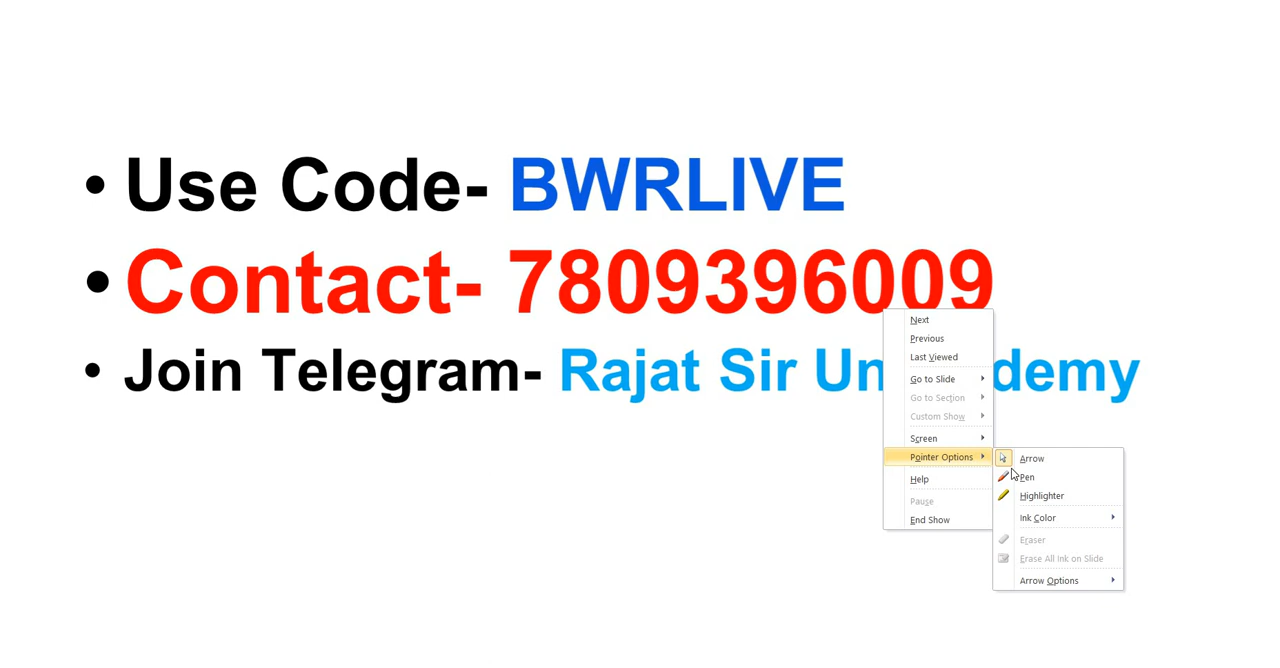 • Use Code- BWRLIVE
• Contact- 7809396009
• Join Telegram- Rajat Sir Un demy
Next
Previous
Last Viewed
Go to Slide
Go to Section
Custom Show
Screen
Pointer Options
Help
Pause
End Show
Arrow
Pen
Highlighter
Ink Color
Eraser
Erase All Ink on Slide
Arrow Options